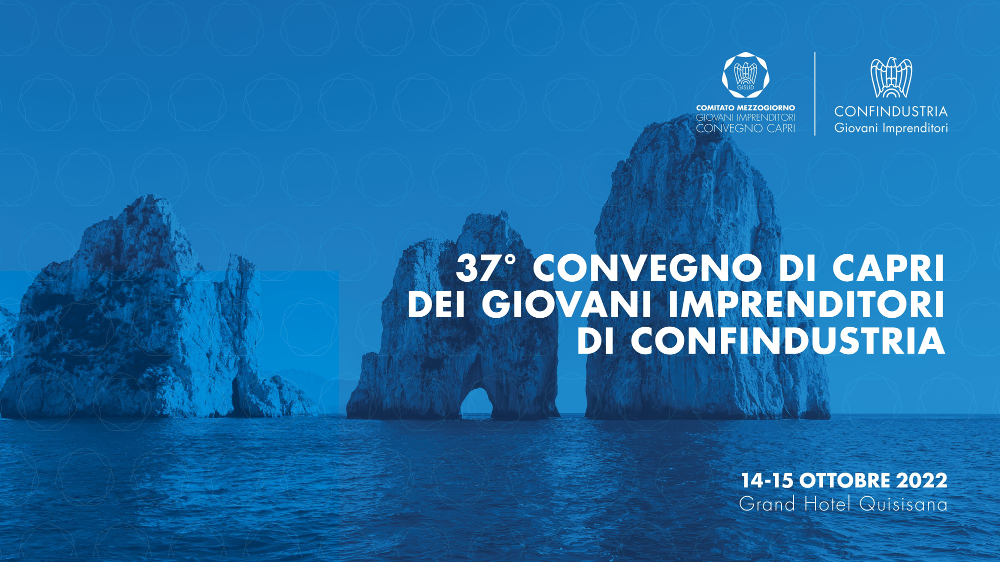 GISUD
COMITATO MEZZOGIORNO
GIOVANI IMPRENDITORI
CONVEGNO CAPRI
CONFINDUSTRIA
Giovani Imprenditori
37° CONVEGNO DI CAPRI
DEI GIOVANI IMPRENDITORI
DI CONFINDUSTRIA
14-15 OTTOBRE 2022
Grand Hotel Quisisana